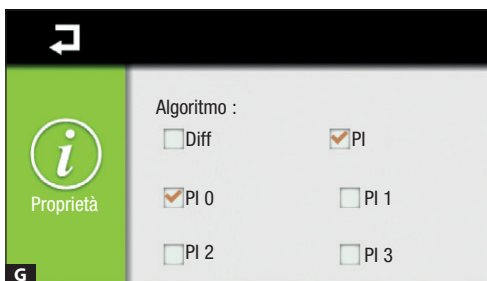 Algoritmo :
Diff
PI
i
Proprietà
PI 0
PI 1
PI 2
PI 3
G